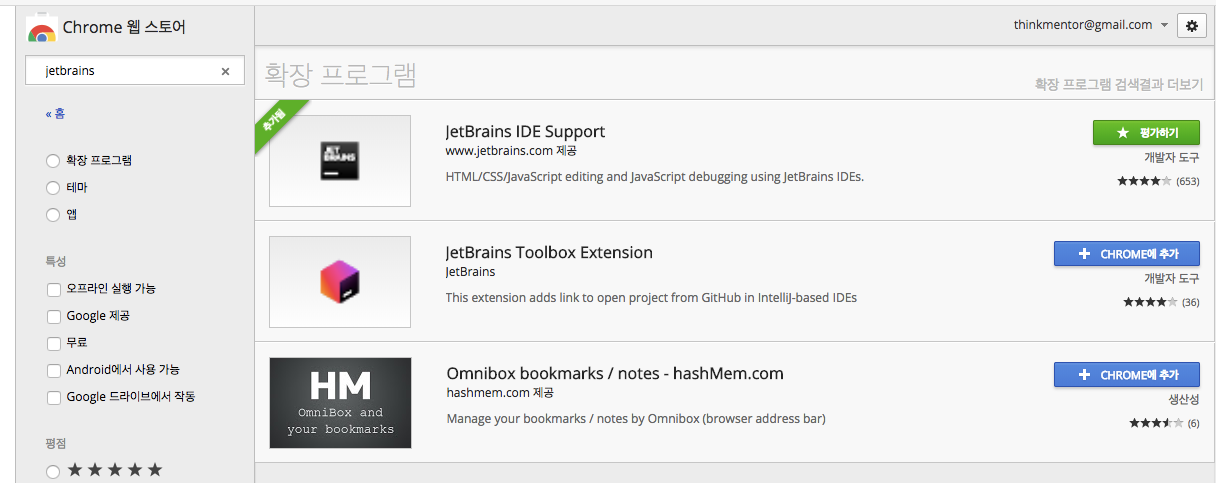 Chrome 웹 스토어
thinkmentor@gmail.com
jetbrains
« 홈
확장 프로그램
테마
앱
특성
오프라인 실행 가능
Google 제공
무료
Android에서 사용 가능
Google 드라이브에서 작동
평점
확장 프로그램
확장 프로그램 검색결과 더보기
추가됨
JET
BRAINS
JetBrains IDE Support
www.jetbrains.com 제공
HTML/CSS/JavaScript editing and JavaScript debugging using JetBrains IDEs.
평가하기
개발자 도구
(653)
JetBrains Toolbox Extension
JetBrains
This extension adds link to open project from GitHub in IntelliJ-based IDEs
CHROME에 추가
개발자 도구
(36)
HM
OmniBox and
your bookmarks
Omnibox bookmarks / notes - hashMem.com
hashmem.com 제공
Manage your bookmarks / notes by Omnibox (browser address bar)
CHROME에 추가
생산성
(6)